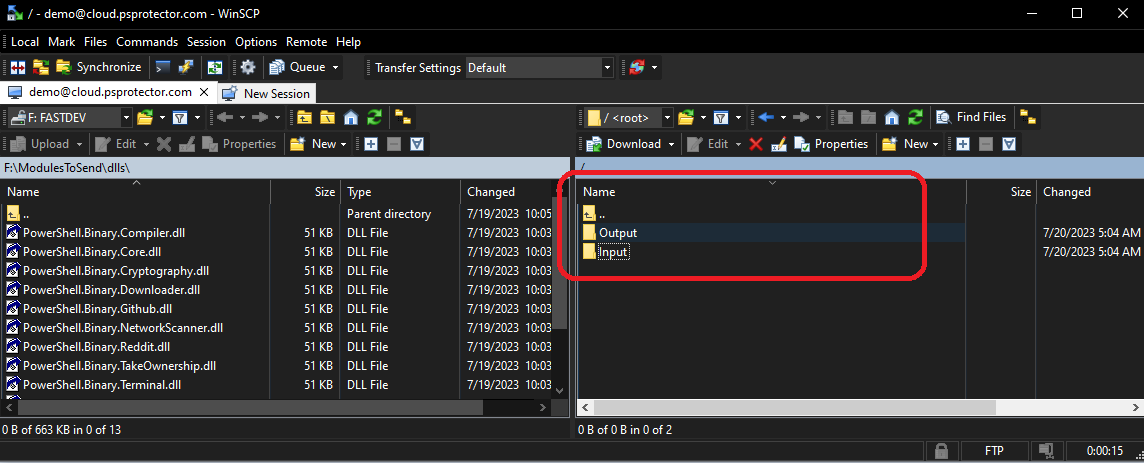 / - demo@cloud.psprotector.com - WinSCP
Local Mark Files Commands Session Options Remote Help
Synchronize Queue Transfer Settings Default
demo@cloud.psprotector.com New Session
F: FASTDEV / <root> Find Files
Upload Edit Properties New Download Edit Properties New
F:\ModulesToSend\dlls\ /
Name Size Type Changed Name Size Changed
.. Parent directory 7/19/2023 10:05 ..
PowerShell.Binary.Compiler.dll 51 KB DLL File 7/19/2023 10:03 Output 7/20/2023 5:04 AM
PowerShell.Binary.Core.dll 51 KB DLL File 7/19/2023 10:03 Input 7/20/2023 5:04 AM
PowerShell.Binary.Cryptography.dll 51 KB DLL File 7/19/2023 10:03
PowerShell.Binary.Downloader.dll 51 KB DLL File 7/19/2023 10:03
PowerShell.Binary.Github.dll 51 KB DLL File 7/19/2023 10:03
PowerShell.Binary.NetworkScanner.dll 51 KB DLL File 7/19/2023 10:03
PowerShell.Binary.Reddit.dll 51 KB DLL File 7/19/2023 10:03
PowerShell.Binary.TakeOwnership.dll 51 KB DLL File 7/19/2023 10:03
PowerShell.Binary.Terminal.dll 51 KB DLL File 7/19/2023 10:03
0 B of 663 KB in 0 of 13 0 B of 0 B in 0 of 2
FTP 0:00:15